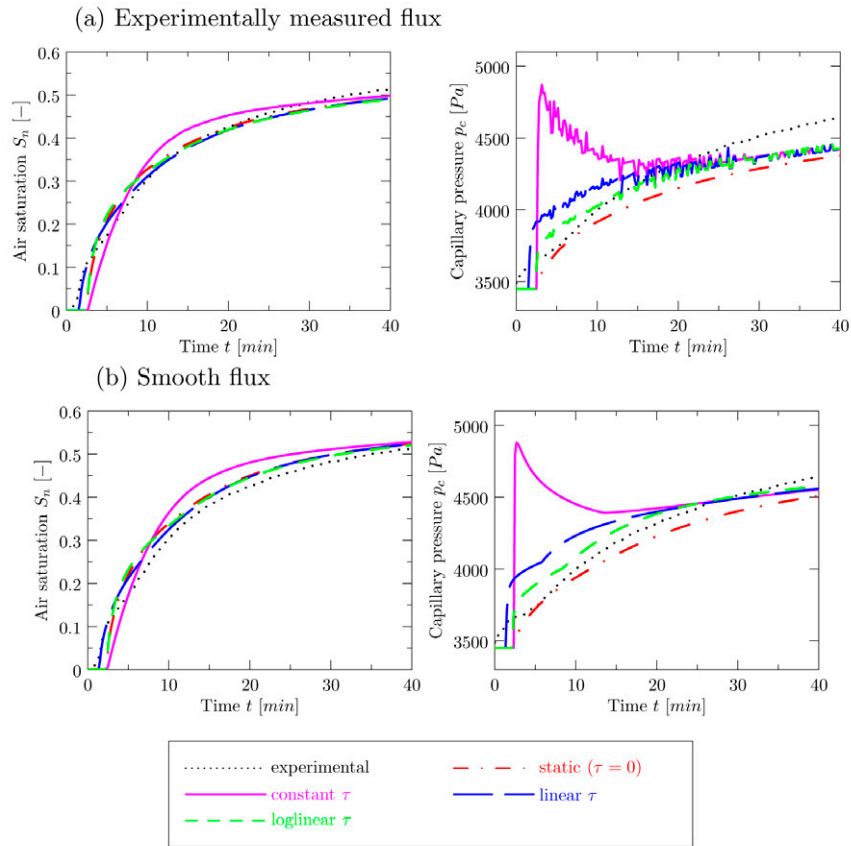 (a) Experimentally measured flux
0.6
0.5
0.4
0.3
0.2
0.1
0
0 10 20 30 40
Air saturation Sₙ [−]
Time t [min]
5000
4500
4000
3500
0 10 20 30 40
Capillary pressure p_c [Pa]
Time t [min]
(b) Smooth flux
0.6
0.5
0.4
0.3
0.2
0.1
0
0 10 20 30 40
Air saturation Sₙ [−]
Time t [min]
5000
4500
4000
3500
0 10 20 30 40
Capillary pressure p_c [Pa]
Time t [min]
experimental
static (τ = 0)
constant τ
linear τ
loglinear τ